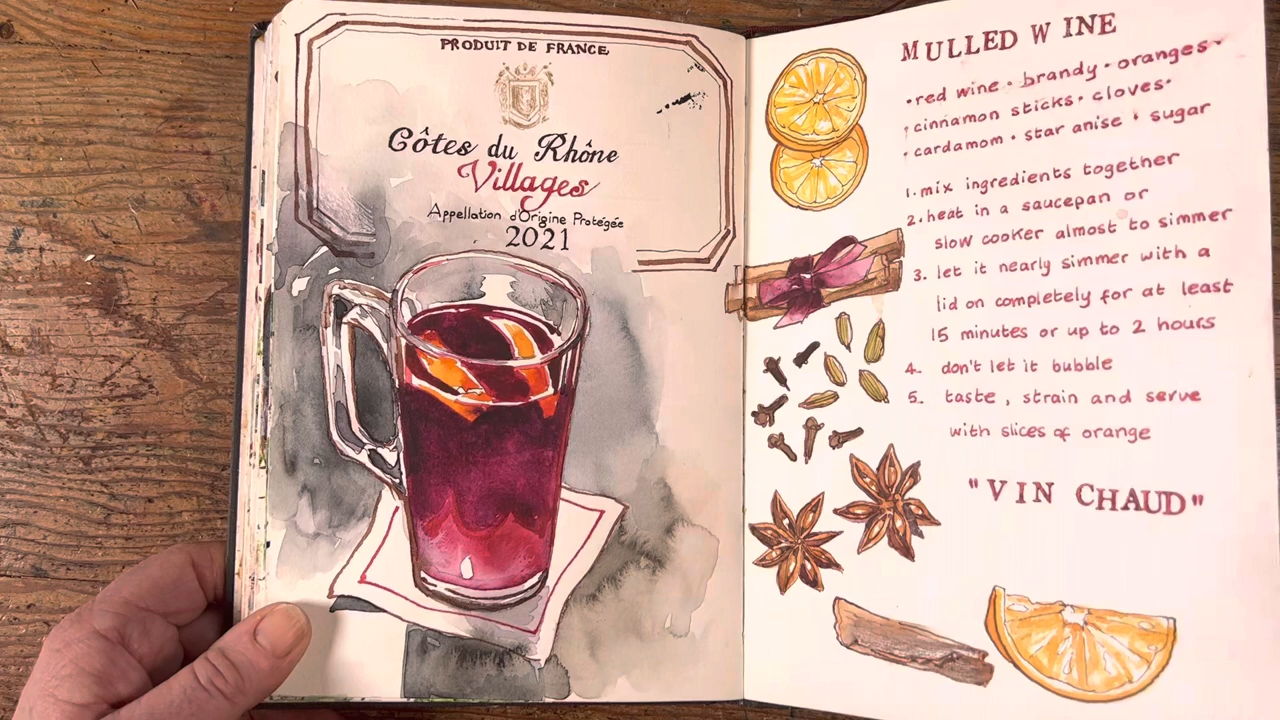 PRODUIT DE FRANCE
Côtes du Rhône
Villages
Appellation d'Origine Protégée
2021
MULLED WINE
• red wine • brandy • oranges •
• cinnamon sticks • cloves •
• cardamom • star anise • sugar
1. mix ingredients together
2. heat in a saucepan or
slow cooker almost to simmer
3. let it nearly simmer with a
lid on completely for at least
15 minutes or up to 2 hours
4. don't let it bubble
5. taste, strain and serve
with slices of orange
"VIN CHAUD"